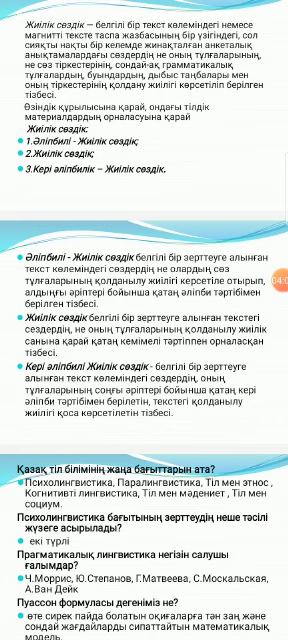 Жиілік сөздік — белгілі бір текст көлеміндегі немесе
магнитті тексте таспа жазбасының бір үзігіндегі, сол
сияқты нақты бір келемде жинақталған анкеталық
анықтамалардағы сөздердің не оның тұлғаларының,
не сөз тіркестерінің, сондай-ақ грамматикалық
тұлғалардың, буындардың, дыбыс таңбалары мен
оның тіркестерінің қолдану жиілігі көрсетіліп берілген
тізбесі.
Өзіндік құрылысына қарай, ондағы тілдік
материалдардың орналасуына қарай
Жиілік сөздік:
1.Әліпбилі - Жиілік сөздік;
2.Жиілік сөздік;
3.Кері әліпбилік – Жиілік сөздік.
Әліпбилі - Жиілік сөздік белгілі бір зерттеуге алынған
текст көлеміндегі сөздердің не олардың сөз
тұлғаларының қолданылу жиілігі керсетіле отырып,
алдыңғы әріптері бойынша қатаң әліпби тәртібімен
берілген тізбесі.
04:0
Жиілік сөздік белгілі бір зерттеуге алынған текстегі
сездердің, не оның тұлғаларының қолданылу жиілік
санына қарай қатаң кемімелі тәртіппен орналасқан
тізбесі.
Кері әліпбилі Жиілік сөздік - белгілі бір зерттеуге
алынған текст көлеміндегі сөздердің, оның
тұлғаларының соңғы әріптері бойынша қатаң кері
әліпби тәртібімен берілетін, текстегі қолданылу
жиілігі қоса көрсетілетін тізбесі.
Қазақ тіл білімінің жаңа бағыттарын ата?
Психолингвистика, Паралингвистика, Тіл мен этнос ,
Когнитивті лингвистика, Тіл мен мәдениет , Тіл мен
социум.
Психолингвистика бағытының зерттеудің неше тәсілі
жүзеге асырылады?
екі түрлі
Прагматикалық лингвистика негізін салушы
ғалымдар?
Ч.Моррис, Ю.Степанов, Г.Матвеева, С.Москальская,
А.Ван Дейк
Пуассон формуласы дегеніміз не?
өте сирек пайда болатын оқиғаларға тән заң және
сондай жағдайларды сипаттайтын математикалық
модель.